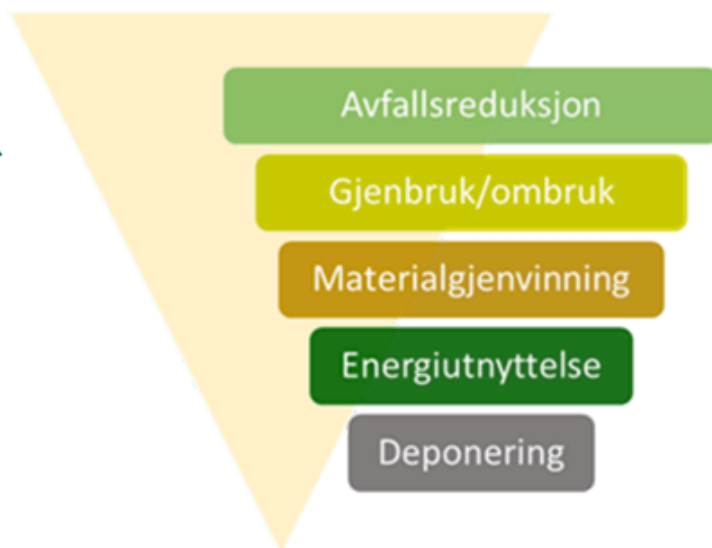 Avfallsreduksjon
Gjenbruk/ombruk
Materialgjenvinning
Energiutnyttelse
Deponering